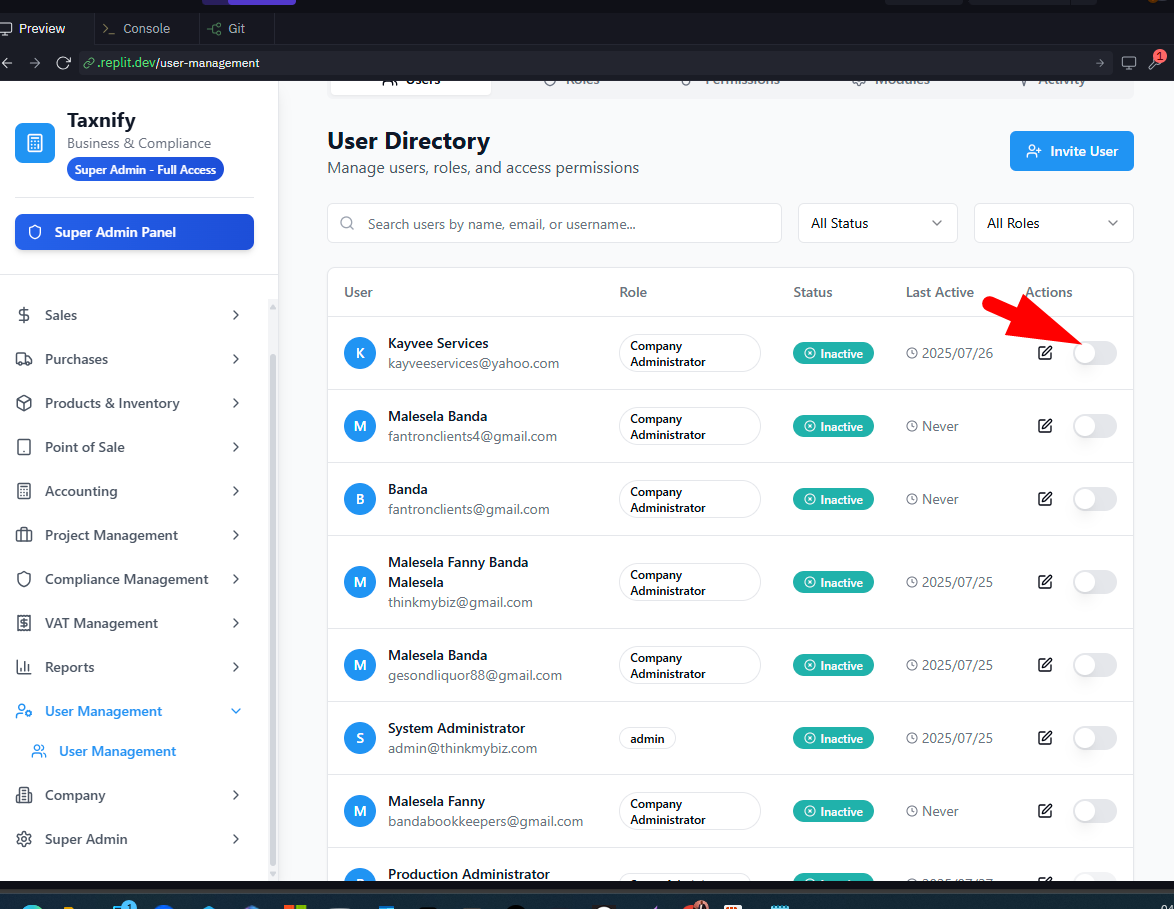 Preview
Console
Git
.replit.dev/user-management
1
Users
Roles
Permissions
Modules
Activity
Taxnify
Business & Compliance
Super Admin - Full Access
Super Admin Panel
Sales
Purchases
Products & Inventory
Point of Sale
Accounting
Project Management
Compliance Management
VAT Management
Reports
User Management
User Management
Company
Super Admin
User Directory
Manage users, roles, and access permissions
Invite User
Search users by name, email, or username...
All Status
All Roles
User Role Status Last Active Actions
K
Kayvee Services
kayveeservices@yahoo.com
Company
Administrator
Inactive
2025/07/26
M
Malesela Banda
fantronclients4@gmail.com
Company
Administrator
Inactive
Never
B
Banda
fantronclients@gmail.com
Company
Administrator
Inactive
Never
M
Malesela Fanny Banda
Malesela
thinkmybiz@gmail.com
Company
Administrator
Inactive
2025/07/25
M
Malesela Banda
gesondliquor88@gmail.com
Company
Administrator
Inactive
2025/07/25
S
System Administrator
admin@thinkmybiz.com
admin
Inactive
2025/07/25
M
Malesela Fanny
bandabookkeepers@gmail.com
Company
Administrator
Inactive
Never
Production Administrator
1